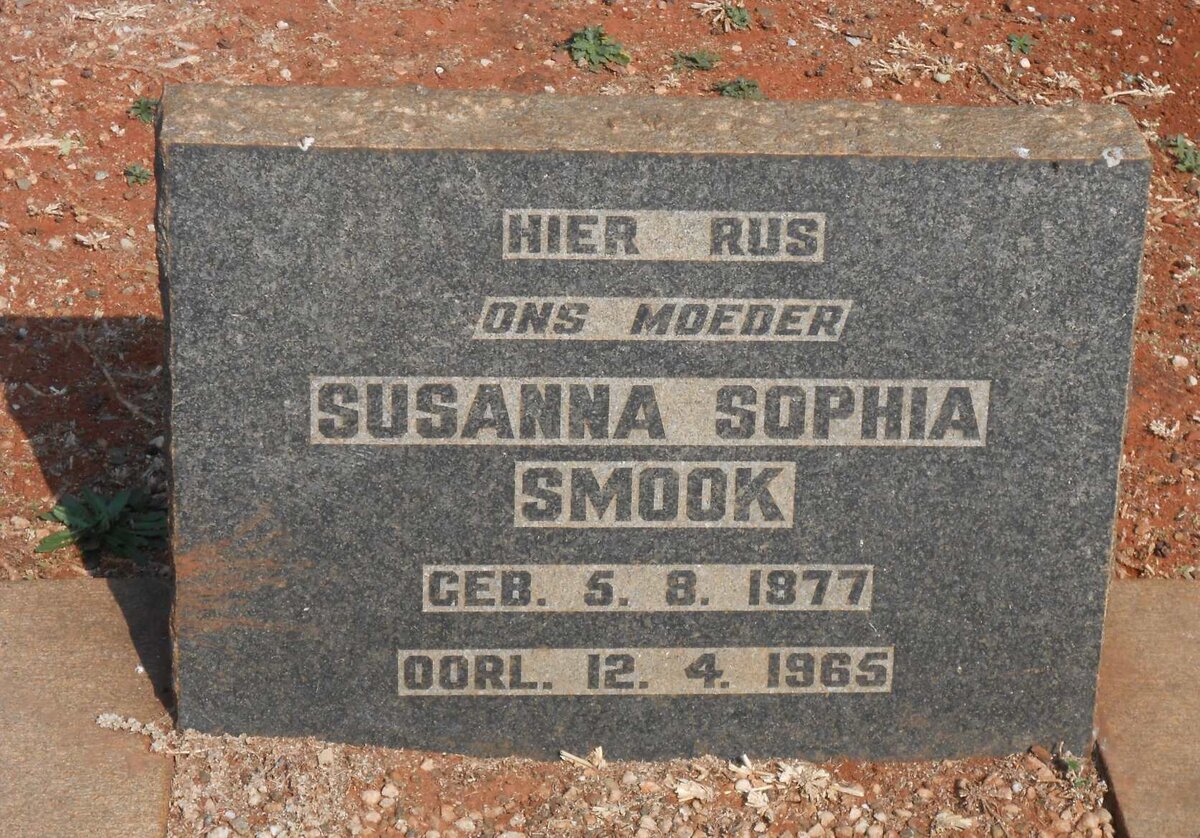 HIER RUS
ONS MOEDER
SUSANNA SOPHIA
SMOOK
GEB. 5. 8. 1877
OORL. 12. 4. 1965